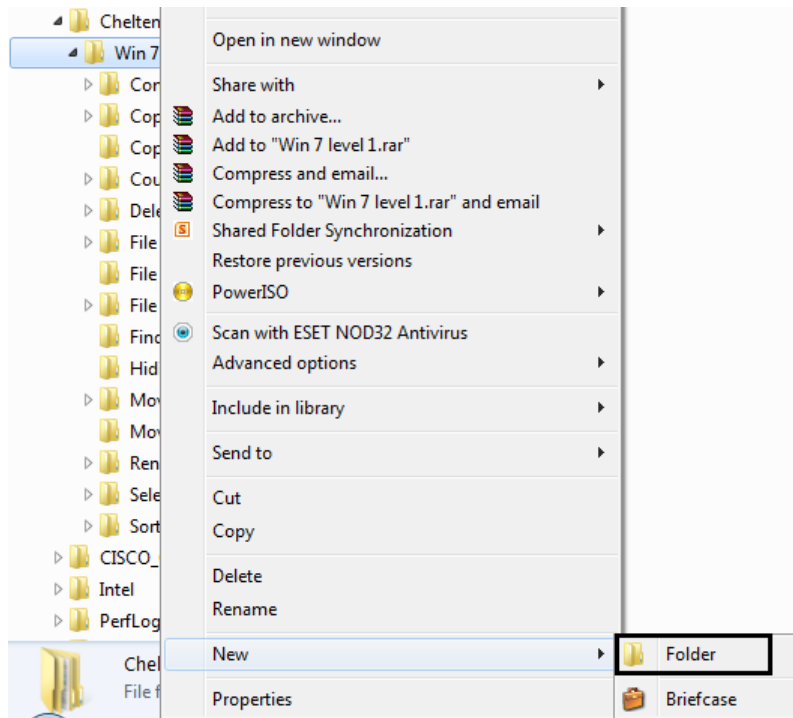 Chelten
Win 7
Con
Cop
Cop
Cou
Dele
File
File
File
Find
Hid
Mov
Mov
Ren
Sele
Sort
CISCO_
Intel
PerfLog
Chel
File f
Open in new window
Share with
Add to archive...
Add to "Win 7 level 1.rar"
Compress and email...
Compress to "Win 7 level 1.rar" and email
S
Shared Folder Synchronization
Restore previous versions
PowerISO
Scan with ESET NOD32 Antivirus
Advanced options
Include in library
Send to
Cut
Copy
Delete
Rename
New
Properties
Folder
Briefcase